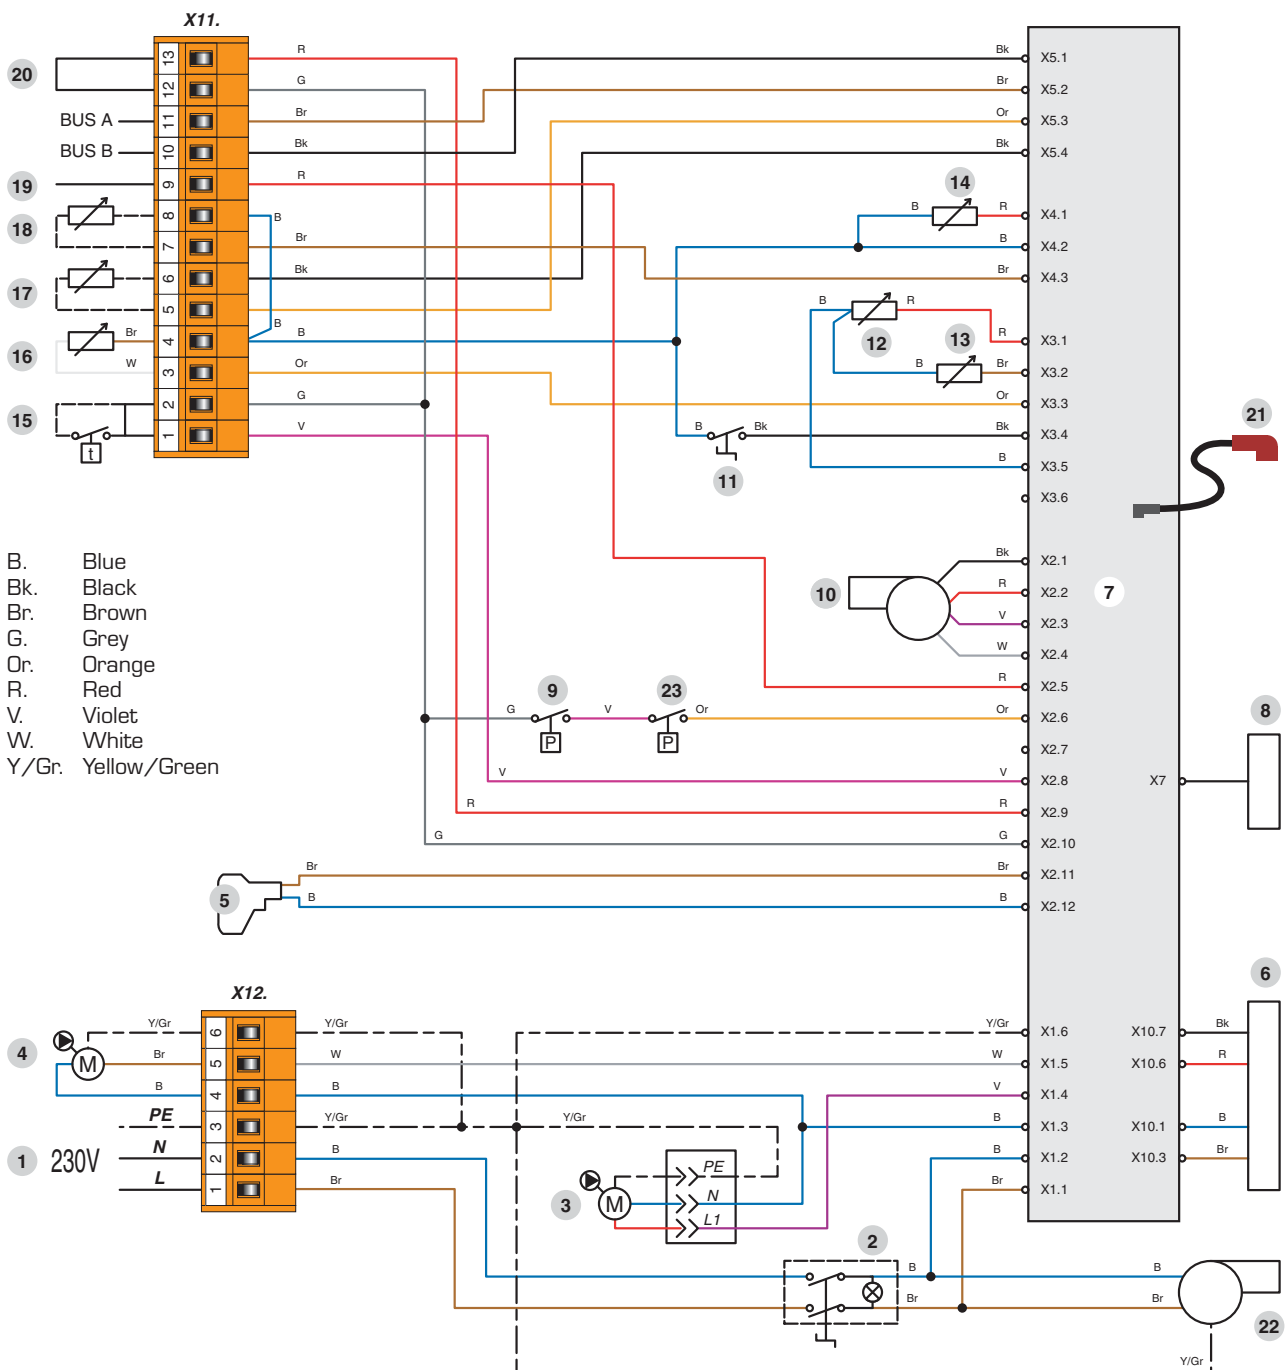 X11.
20
13
R
Bk
X5.1
12
G
Br
X5.2
BUS A
11
Br
Or
X5.3
BUS B
10
Bk
Bk
X5.4
19
9
R
14
18
8
B
B
R
X4.1
7
Br
B
X4.2
17
6
Bk
Br
X4.3
5
B
B
R
12
16
Br
4
B
13
R
X3.1
W
3
Or
B
Br
X3.2
15
2
G
Or
X3.3
t
1
V
B
Bk
Bk
X3.4
11
B
X3.5
X3.6
21
B. Blue
Bk. Black
Br. Brown
G. Grey
Or. Orange
R. Red
V. Violet
W. White
Y/Gr. Yellow/Green
10
Bk
X2.1
R
X2.2
7
V
X2.3
W
X2.4
R
X2.5
9
23
G
V
Or
Or
X2.6
P
P
X2.7
8
V
V
X2.8
X7
R
R
X2.9
G
G
X2.10
5
Br
Br
X2.11
B
B
X2.12
X12.
6
4
M
Y/Gr
6
Y/Gr
Y/Gr
X1.6
X10.7
Bk
Br
5
W
W
X1.5
X10.6
R
B
4
B
V
X1.4
PE
3
Y/Gr
Y/Gr
B
X1.3
X10.1
B
1
230V
N
2
B
B
X1.2
X10.3
Br
L
1
Br
Br
X1.1
3
M
PE
N
L1
2
B
B
Br
Br
22
Y/Gr